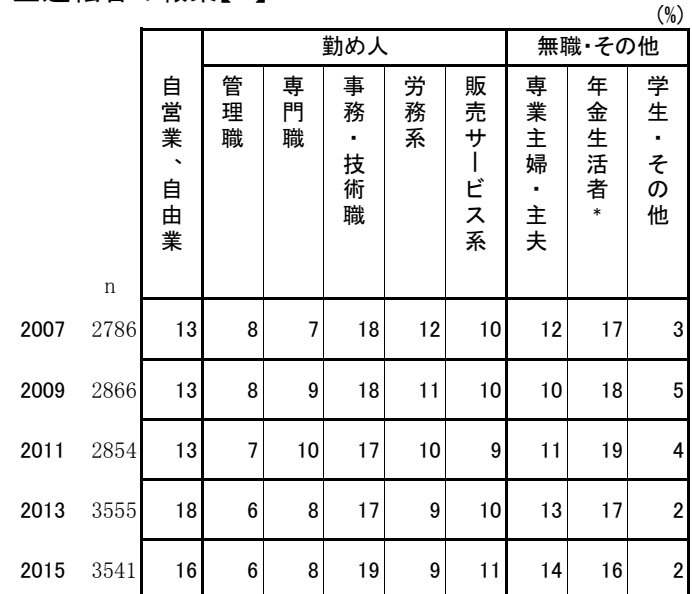 (%)
勤め人 無職・その他
自営業、自由業 管理職 専門職 事務・技術職 労務系 販売サービス系 専業主婦・主夫 年金生活者* 学生・その他
n
2007 2786 13 8 7 18 12 10 12 17 3
2009 2866 13 8 9 18 11 10 10 18 5
2011 2854 13 7 10 17 10 9 11 19 4
2013 3555 18 6 8 17 9 10 13 17 2
2015 3541 16 6 8 19 9 11 14 16 2